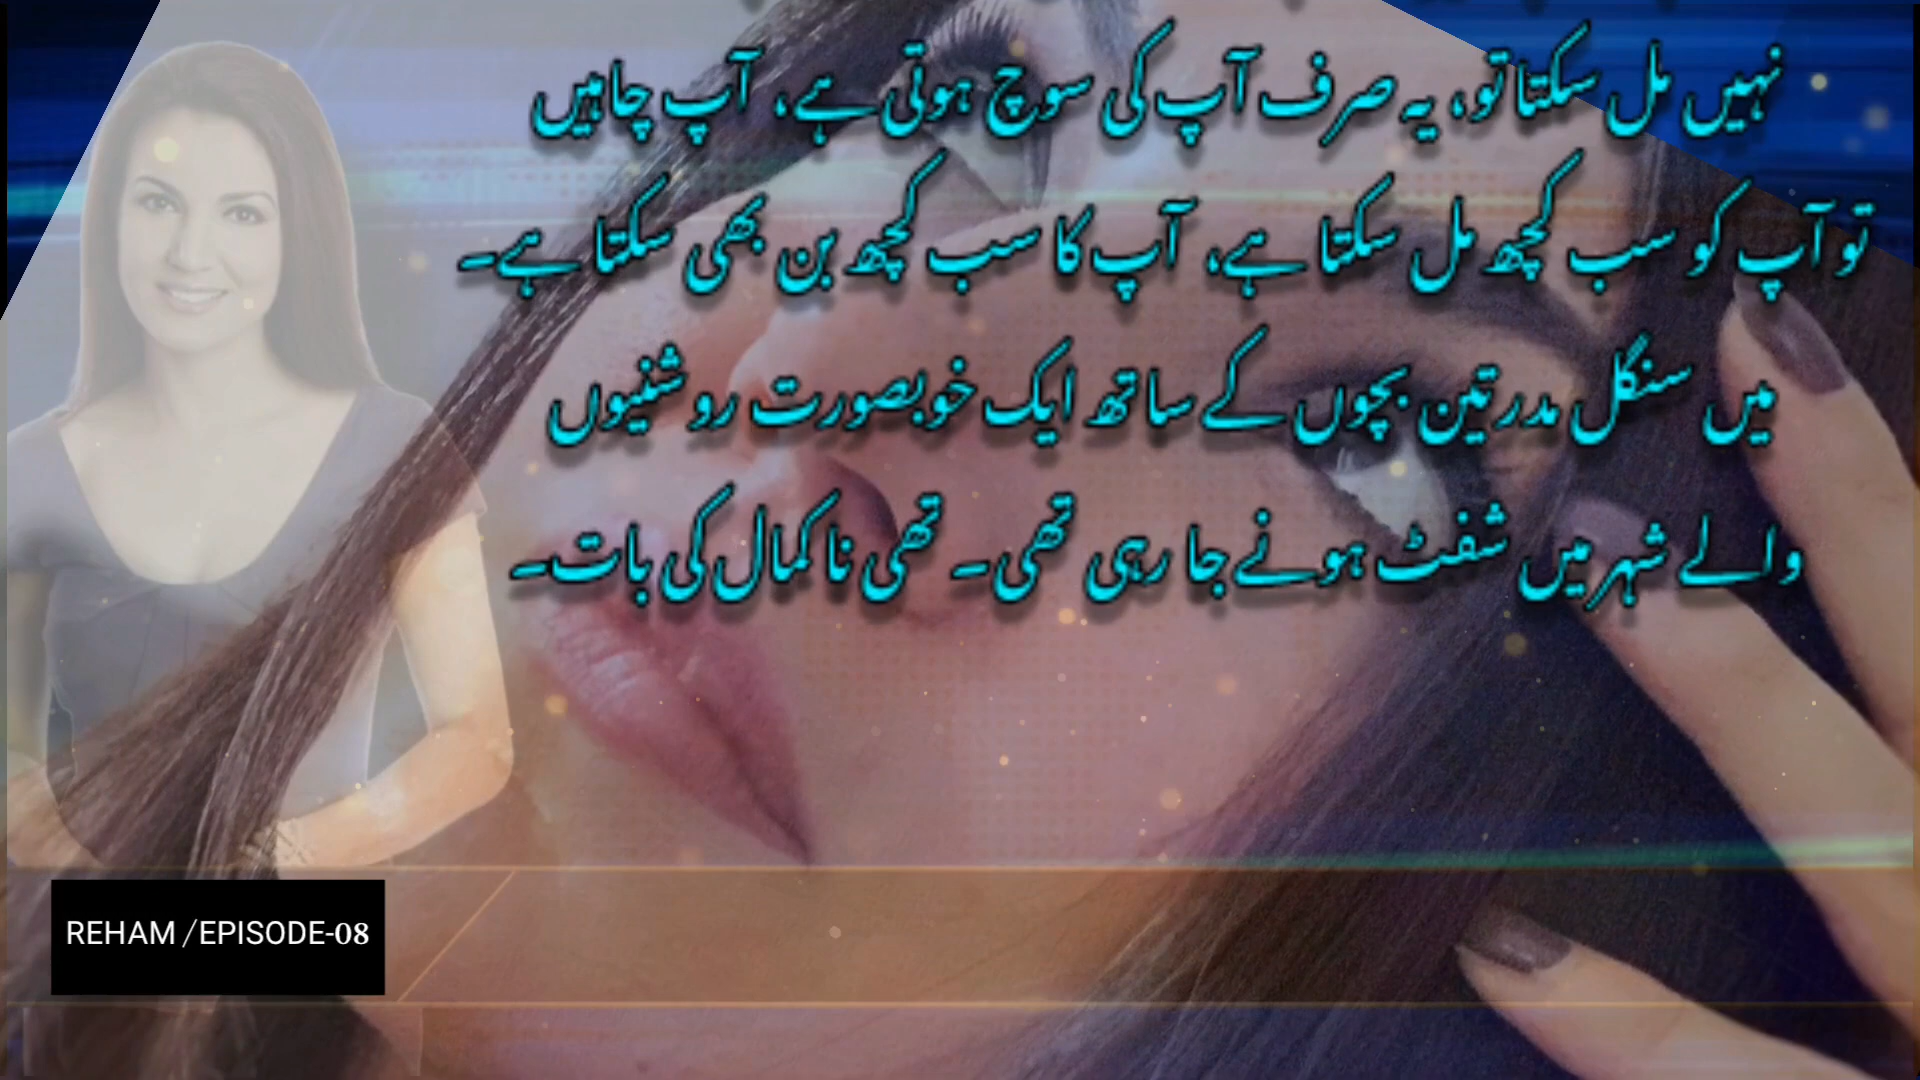 نہیں مل سکتا تو، یہ صرف آپ کی سوچ ہوتی ہے، آپ چاہیں
تو آپ کو سب کچھ مل سکتا ہے، آپ کا سب کچھ بن بھی سکتا ہے۔
میں سنگل مدر تین بچوں کے ساتھ ایک خوبصورت روشنیوں
والے شہر میں شفٹ ہونے جا رہی تھی۔ تھی نا کمال کی بات۔
REHAM /EPISODE-08